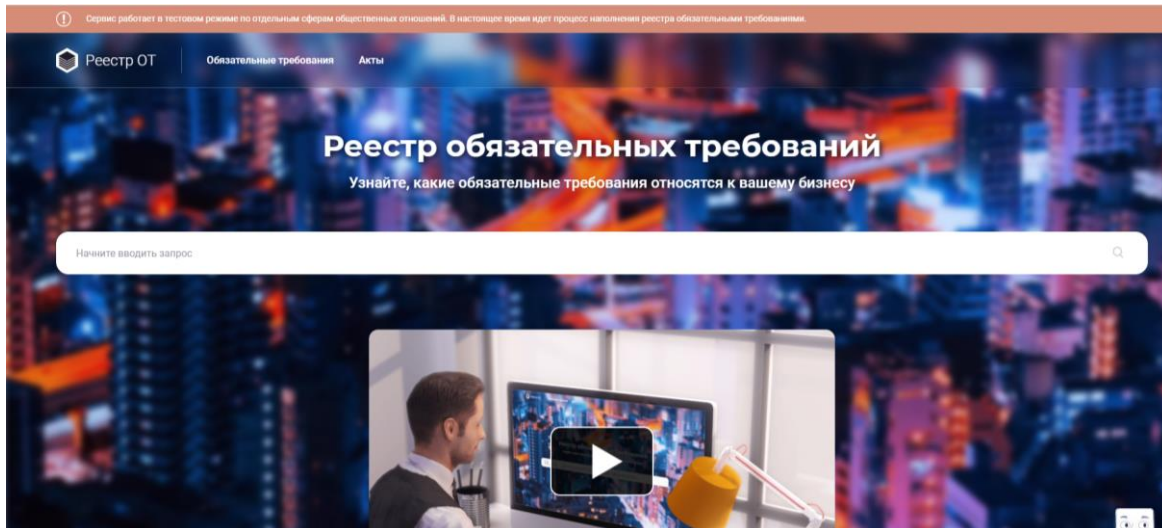 Сервис работает в тестовом режиме по отдельным сферам общественных отношений. В настоящее время идет процесс наполнения реестра обязательными требованиями.
Реестр ОТ
Обязательные требования
Акты
Реестр обязательных требований
Узнайте, какие обязательные требования относятся к вашему бизнесу
Начните вводить запрос